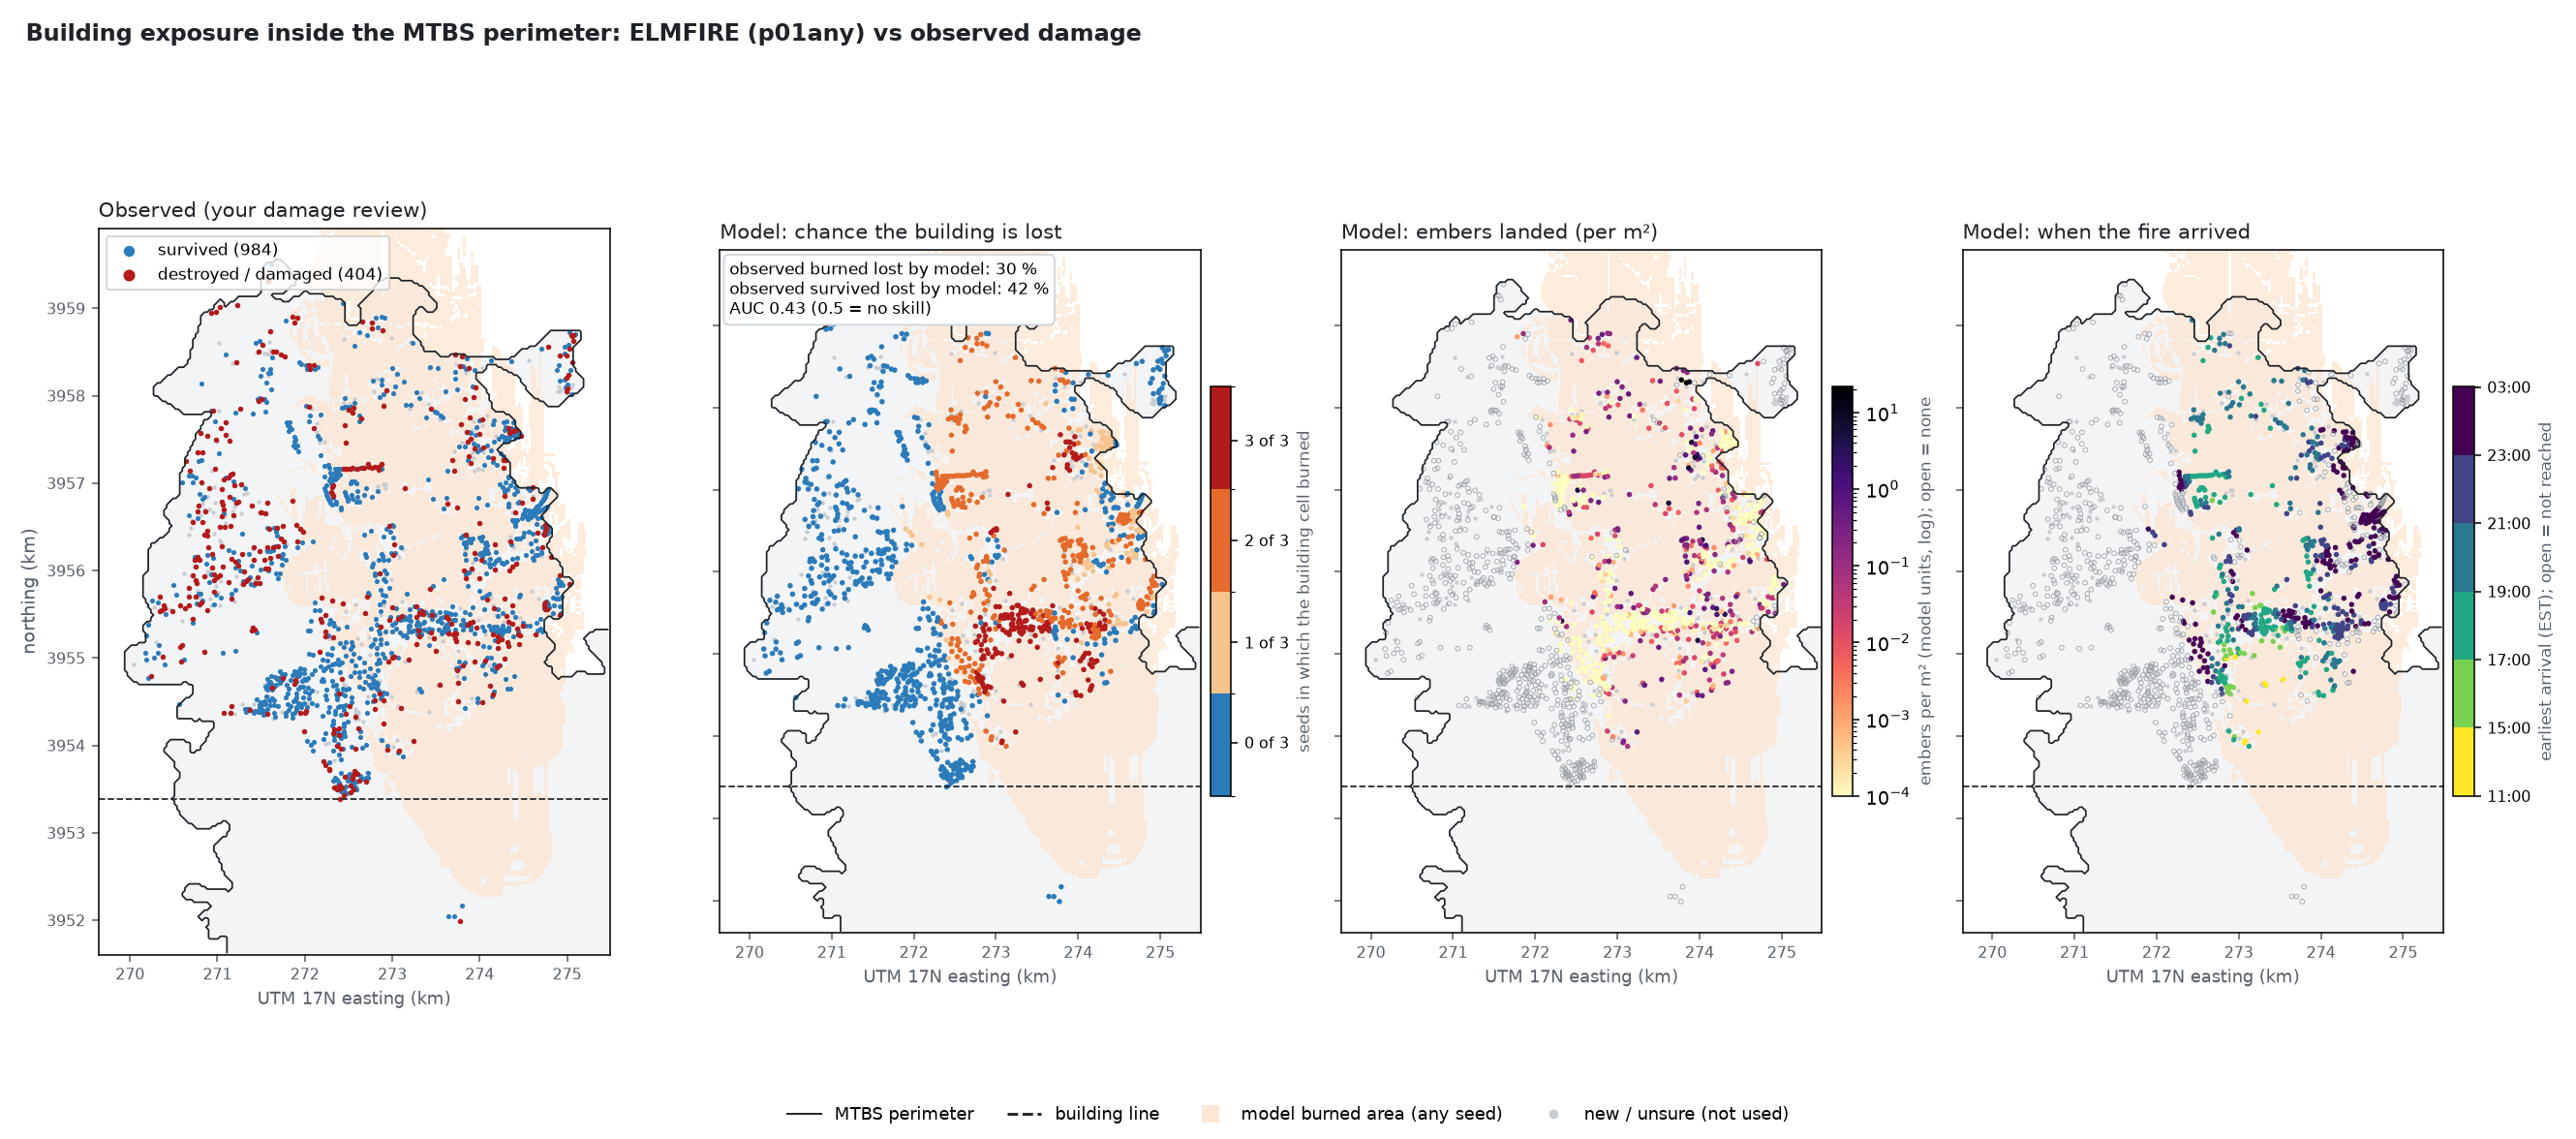 Building exposure inside the MTBS perimeter: ELMFIRE (p01any) vs observed damage
Observed (your damage review)
survived (984)
destroyed / damaged (404)
northing (km)
3959
3958
3957
3956
3955
3954
3953
3952
270 271 272 273 274 275
UTM 17N easting (km)
Model: chance the building is lost
observed burned lost by model: 30 %
observed survived lost by model: 42 %
AUC 0.43 (0.5 = no skill)
270 271 272 273 274 275
UTM 17N easting (km)
3 of 3
2 of 3
1 of 3
0 of 3
seeds in which the building cell burned
Model: embers landed (per m²)
270 271 272 273 274 275
UTM 17N easting (km)
10¹
10⁰
10⁻¹
10⁻²
10⁻³
10⁻⁴
embers per m² (model units, log); open = none
Model: when the fire arrived
270 271 272 273 274 275
UTM 17N easting (km)
03:00
23:00
21:00
19:00
17:00
15:00
11:00
earliest arrival (EST); open = not reached
MTBS perimeter building line model burned area (any seed) new / unsure (not used)